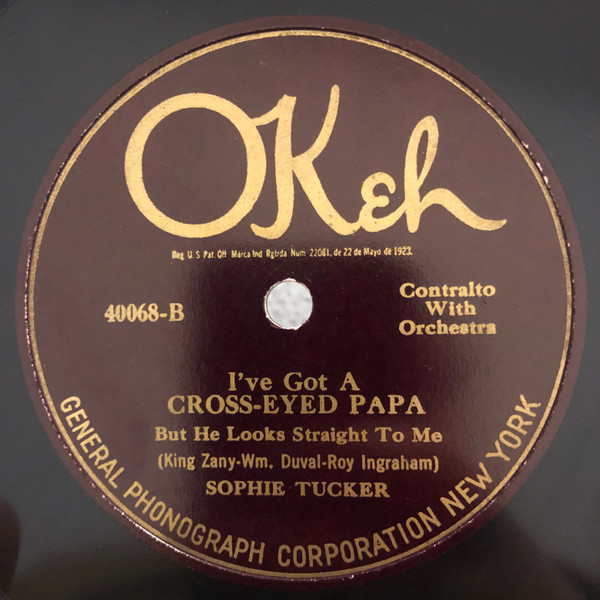 OKeh
Reg. U.S. Pat. Off. Marca Ind. Rgtrda. Num. 22081, de 22 de Mayo de 1923.
40068-B
Contralto
With
Orchestra
I've Got A
CROSS-EYED PAPA
But He Looks Straight To Me
(King Zany-Wm. Duval-Roy Ingraham)
SOPHIE TUCKER
GENERAL PHONOGRAPH CORPORATION NEW YORK